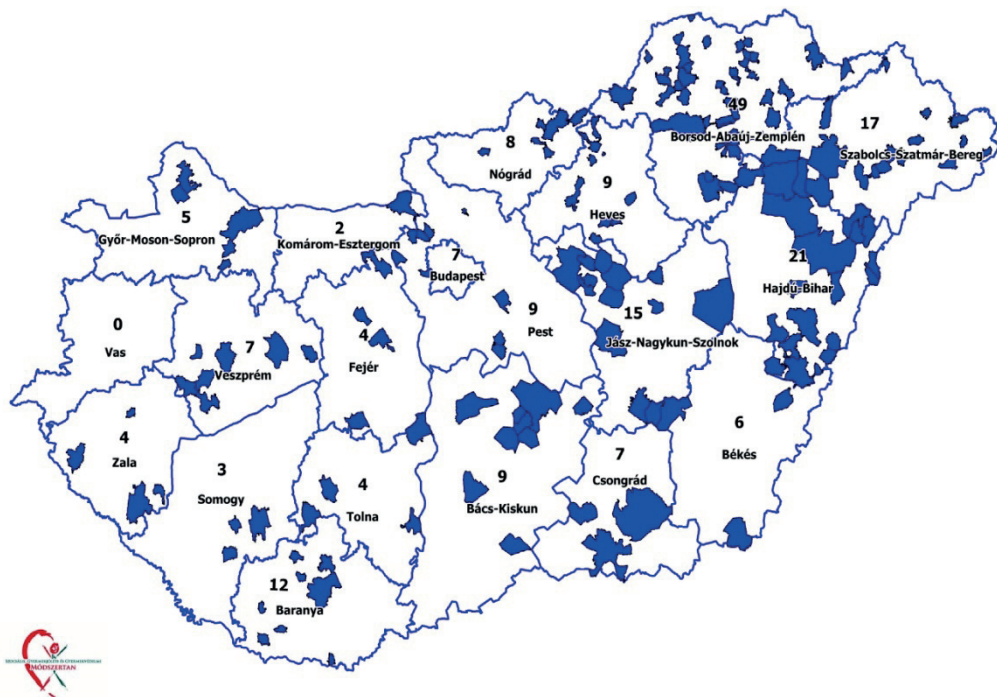 49
Borsod-Abaúj-Zemplén
17
Szabolcs-Szatmár-Bereg
8
Nógrád
9
Heves
5
Győr-Moson-Sopron
2
Komárom-Esztergom
7
Budapest
21
Hajdú-Bihar
9
Pest
15
Jász-Nagykun-Szolnok
0
Vas
7
Veszprém
4
Fejér
4
Zala
3
Somogy
4
Tolna
9
Bács-Kiskun
7
Csongrád
6
Békés
12
Baranya
MÓDSZERTAN